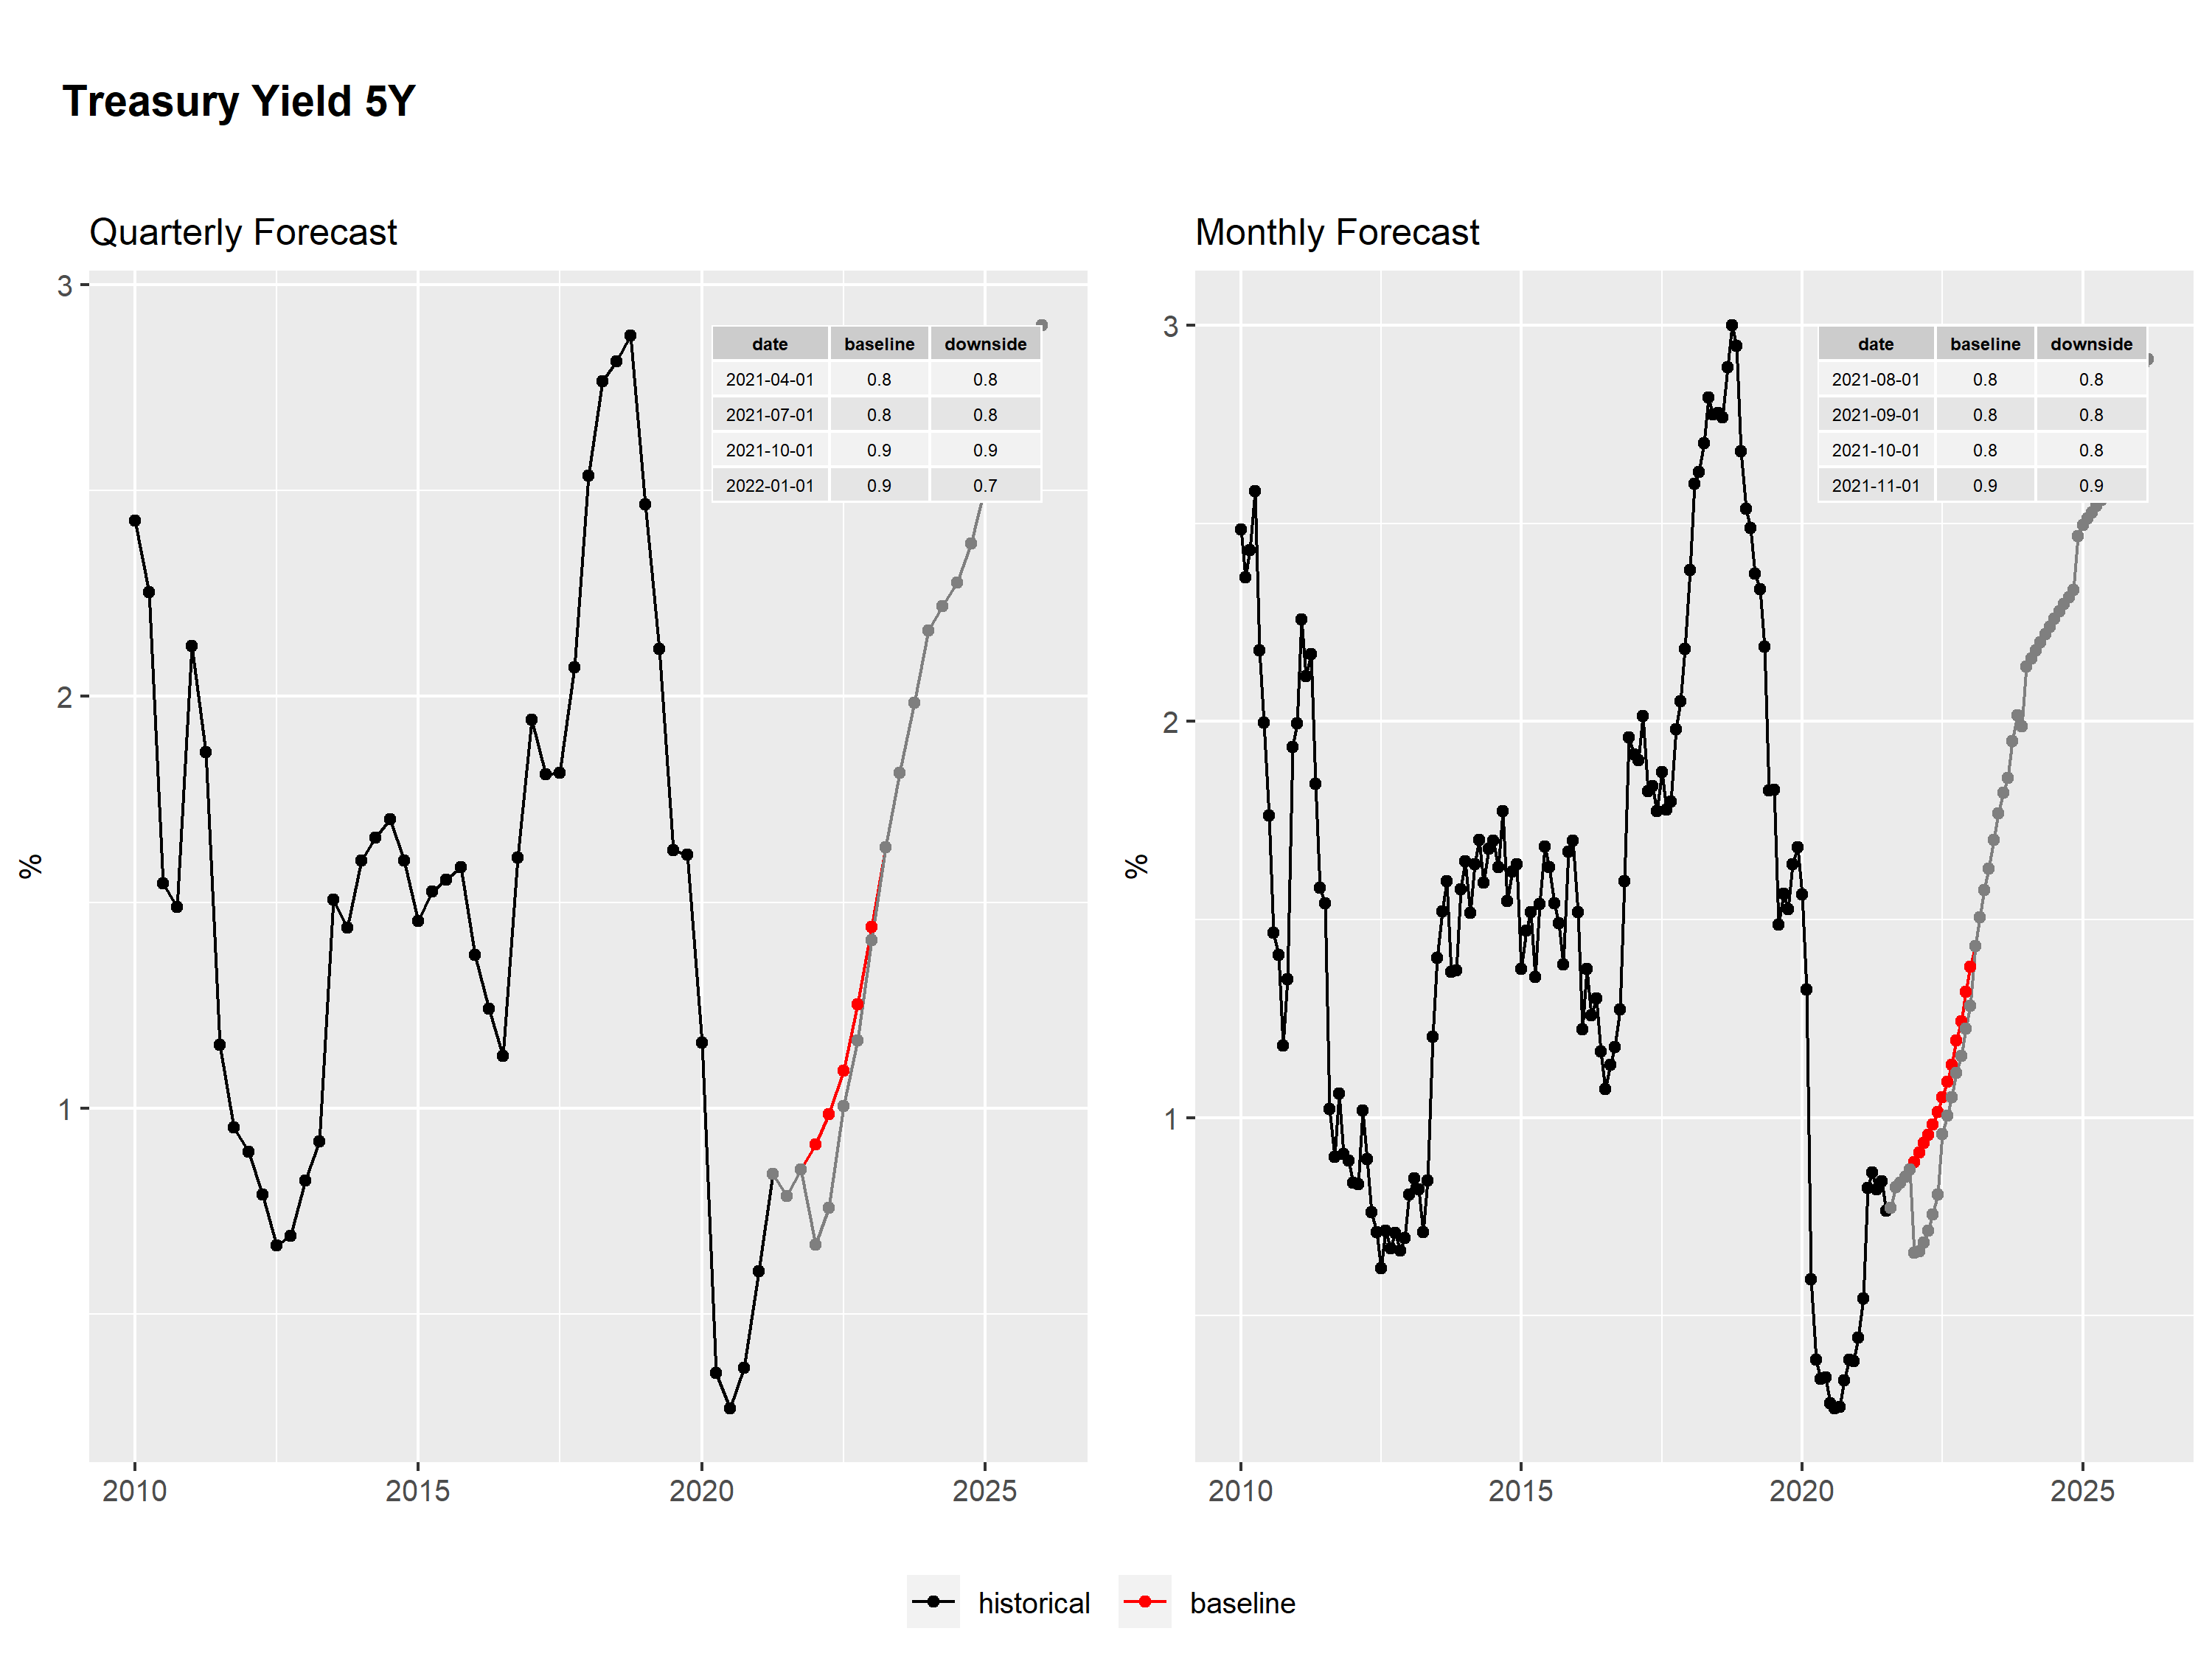 Treasury Yield 5Y
Quarterly Forecast
3
2
1
%
date baseline downside
2021-04-01 0.8 0.8
2021-07-01 0.8 0.8
2021-10-01 0.9 0.9
2022-01-01 0.9 0.7
2010 2015 2020 2025
Monthly Forecast
3
2
1
%
date baseline downside
2021-08-01 0.8 0.8
2021-09-01 0.8 0.8
2021-10-01 0.8 0.8
2021-11-01 0.9 0.9
2010 2015 2020 2025
historical baseline